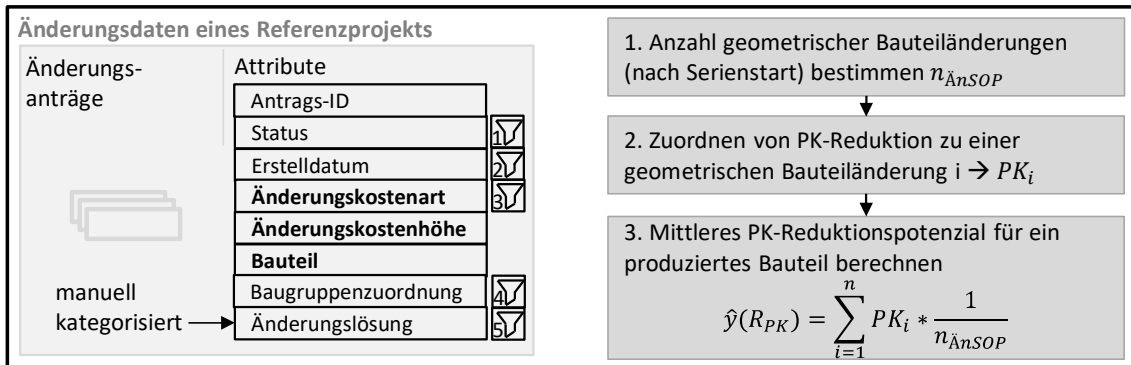 Änderungsdaten eines Referenzprojekts
Änderungs-
anträge
Attribute
Antrags-ID
Status
1
Erstelldatum
2
Änderungskostenart
3
Änderungskostenhöhe
Bauteil
Baugruppenzuordnung
4
manuell
kategorisiert
Änderungslösung
5
1. Anzahl geometrischer Bauteiländerungen
(nach Serienstart) bestimmen n_ÄnSOP
2. Zuordnen von PK-Reduktion zu einer
geometrischen Bauteiländerung i → PK_i
3. Mittleres PK-Reduktionspotenzial für ein
produziertes Bauteil berechnen
ŷ(R_PK) = ∑_{i=1}^{n} PK_i * 1/n_ÄnSOP